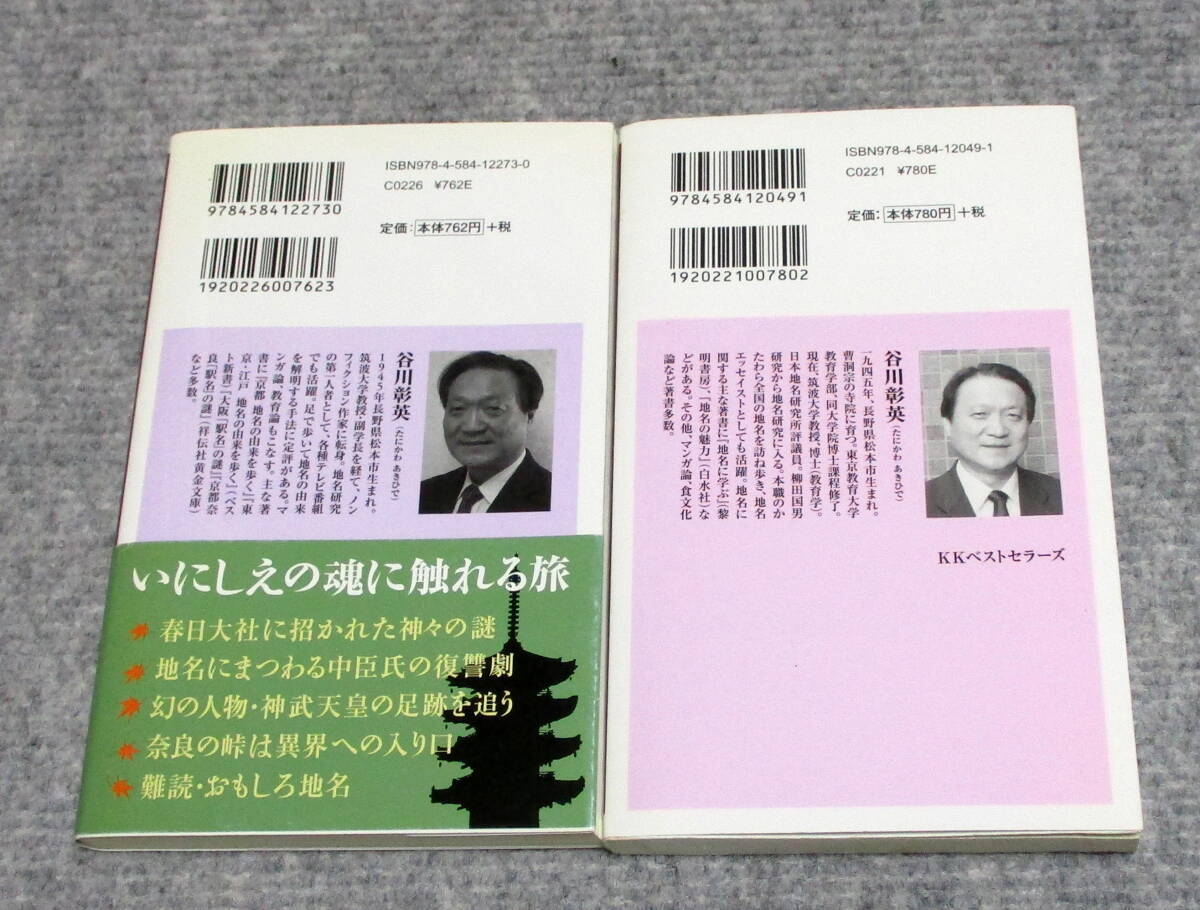 ISBN978-4-584-12273-0
C0226 ¥762E
9784584122730
定価：本体762円＋税
1920226007623
谷川彰英（たにかわ あきひで）
1945年長野県松本市生まれ。
筑波大学教授・副学長を経て、ノン
フィクション作家に転身。地名研究
の第一人者として、各種テレビ番組
でも活躍。足で歩いて地名の由来
を解明する手法に定評がある。マ
ンガ論、教育論もこなす。主な著
書に『京都 地名の由来を歩く』『東
京・江戸 地名の由来を歩く』（ベス
ト新書）『大阪「駅名」の謎』『京都奈
良「駅名」の謎』（祥伝社黄金文庫）
など多数。
いにしえの魂に触れる旅
春日大社に招かれた神々の謎
地名にまつわる中臣氏の復讐劇
幻の人物・神武天皇の足跡を追う
奈良の峠は異界への入り口
難読・おもしろ地名
ISBN978-4-584-12049-1
C0221 ¥780E
9784584120491
定価：本体780円＋税
1920221007802
谷川彰英（たにかわ あきひで）
一九四五年、長野県松本市生まれ。
曹洞宗の寺院に育つ。東京教育大学
教育学部、同大学院博士課程修了。
現在、筑波大学教授、博士（教育学）。
日本地名研究所評議員。柳田国男
研究から地名研究に入る。本職のか
たわら全国の地名を訪ね歩き、地名
エッセイストとしても活躍。地名に
関する主な著書に『地名に学ぶ』（黎
明書房）、『地名の魅力』（白水社）な
どがある。その他、マンガ論、食文化
論など著書多数。
KKベストセラーズ